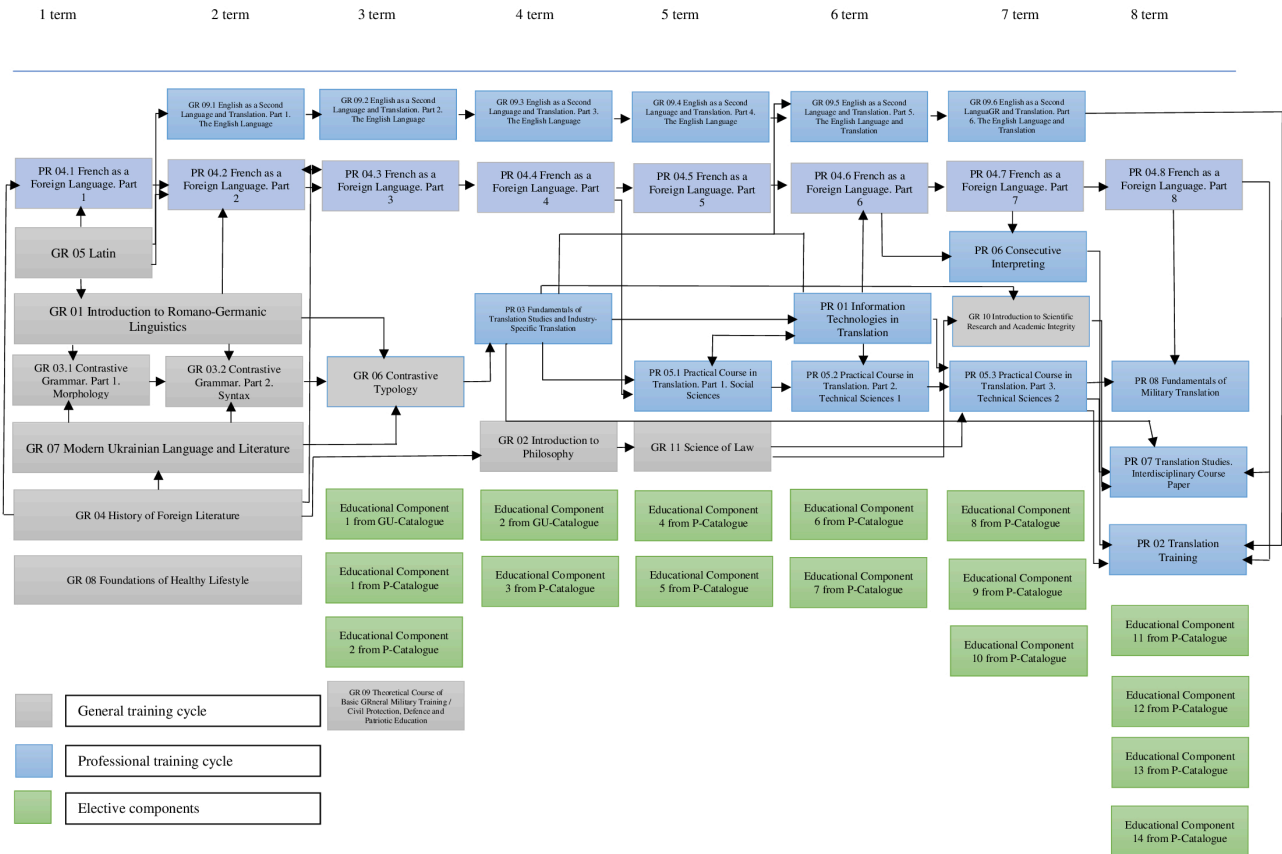 1 term
2 term
3 term
4 term
5 term
6 term
7 term
8 term
GR 09.1 English as a Second
Language and Translation. Part 1.
The English Language
GR 09.2 English as a Second
Language and Translation. Part 2.
The English Language
GR 09.3 English as a Second
Language and Translation. Part 3.
The English Language
GR 09.4 English as a Second
Language and Translation. Part 4.
The English Language
GR 09.5 English as a Second
Language and Translation. Part
5. The English Language and
Translation
GR 09.6 English as a Second
LanguaGR and Translation. Part
6. The English Language and
Translation
PR 04.1 French as a
Foreign Language. Part
1
PR 04.2 French as a
Foreign Language. Part
2
PR 04.3 French as a
Foreign Language. Part
3
PR 04.4 French as a
Foreign Language. Part
4
PR 04.5 French as a
Foreign Language. Part
5
PR 04.6 French as a
Foreign Language. Part
6
PR 04.7 French as a
Foreign Language. Part
7
PR 04.8 French as a
Foreign Language. Part
8
GR 05 Latin
PR 06 Consecutive
Interpreting
GR 01 Introduction to Romano-Germanic
Linguistics
PR 03 Fundamentals of
Translation Studies and Industry-
Specific Translation
PR 01 Information
Technologies in
Translation
GR 10 Introduction to Scientific
Research and Academic Integrity
GR 03.1 Contrastive
Grammar. Part 1.
Morphology
GR 03.2 Contrastive
Grammar. Part 2.
Syntax
GR 06 Contrastive
Typology
PR 05.1 Practical Course in
Translation. Part 1. Social
Sciences
PR 05.2 Practical Course in
Translation. Part 2.
Technical Sciences 1
PR 05.3 Practical Course in
Translation. Part 3.
Technical Sciences 2
PR 08 Fundamentals of
Military Translation
GR 07 Modern Ukrainian Language and Literature
GR 02 Introduction to
Philosophy
GR 11 Science of Law
PR 07 Translation Studies.
Interdisciplinary Course
Paper
GR 04 History of Foreign Literature
Educational Component
1 from GU-Catalogue
Educational Component
2 from GU-Catalogue
Educational Component
4 from P-Catalogue
Educational Component
6 from P-Catalogue
Educational Component
8 from P-Catalogue
PR 02 Translation
Training
GR 08 Foundations of Healthy Lifestyle
Educational Component
1 from P-Catalogue
Educational Component
3 from P-Catalogue
Educational Component
5 from P-Catalogue
Educational Component
7 from P-Catalogue
Educational Component
9 from P-Catalogue
Educational Component
2 from P-Catalogue
Educational Component
10 from P-Catalogue
Educational Component
11 from P-Catalogue
GR 09 Theoretical Course of
Basic GRneral Military Training /
Civil Protection, Defence and
Patriotic Education
Educational Component
12 from P-Catalogue
Educational Component
13 from P-Catalogue
Educational Component
14 from P-Catalogue
General training cycle
Professional training cycle
Elective components